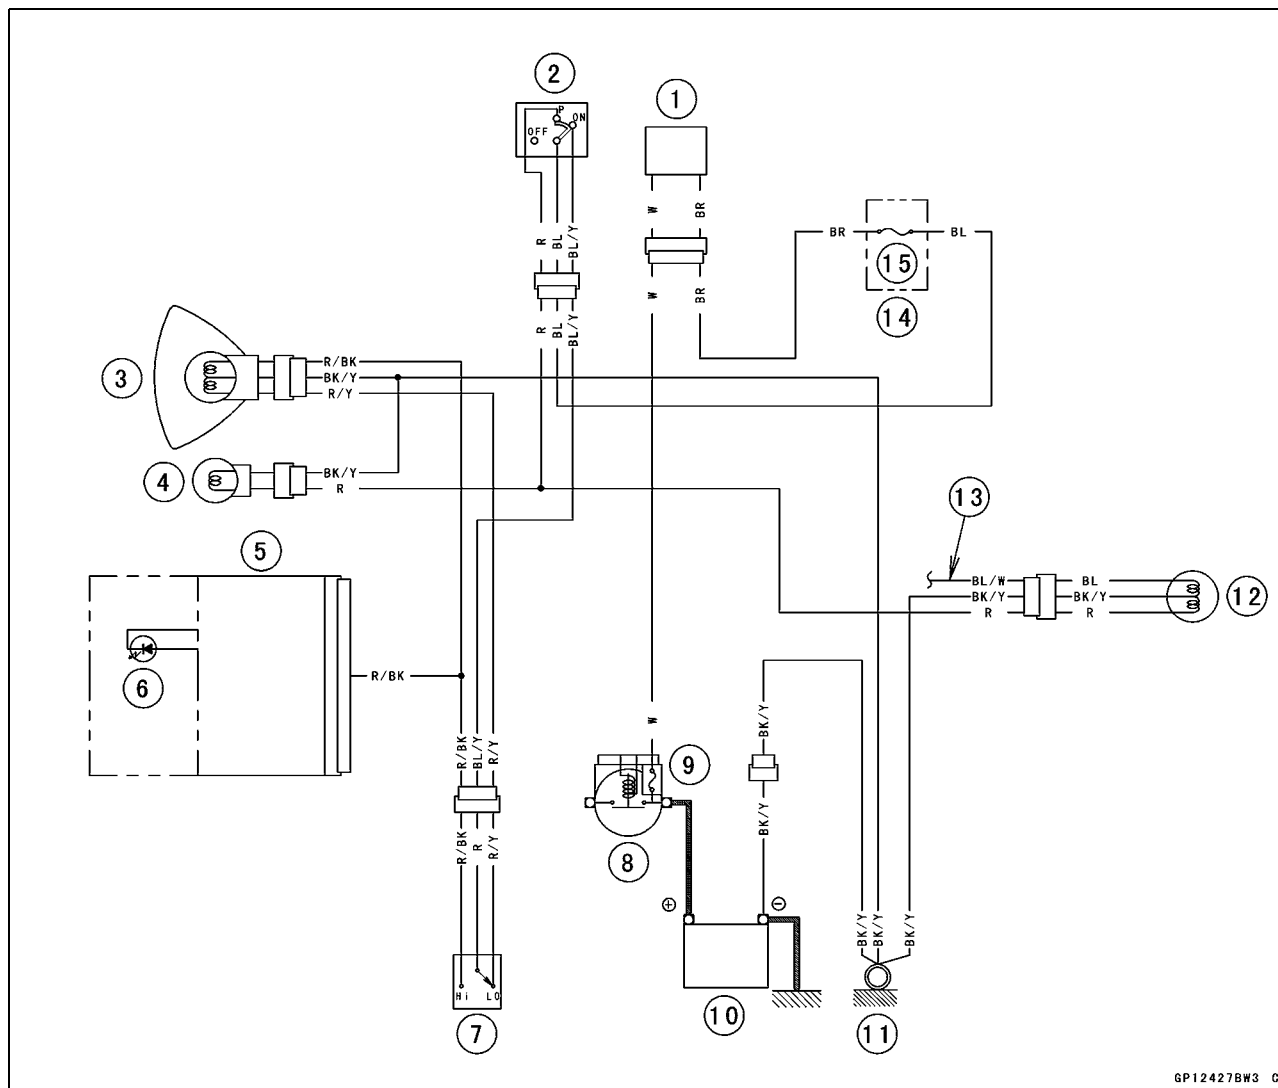 2
1
P
ON
OFF
W
BR
R
BL
BL/Y
BR
BL
15
W
BR
14
R
BL
BL/Y
3
R/BK
BK/Y
R/Y
4
BK/Y
R
13
5
BL/W
BL
12
BK/Y
BK/Y
R
R
6
R/BK
W
BK/Y
R/BK
BL/Y
R/Y
9
BK/Y
R/BK
R
R/Y
8
⊕
⊖
BK/Y
BK/Y
BK/Y
Hi
LO
7
10
11
GP12427BW3 C